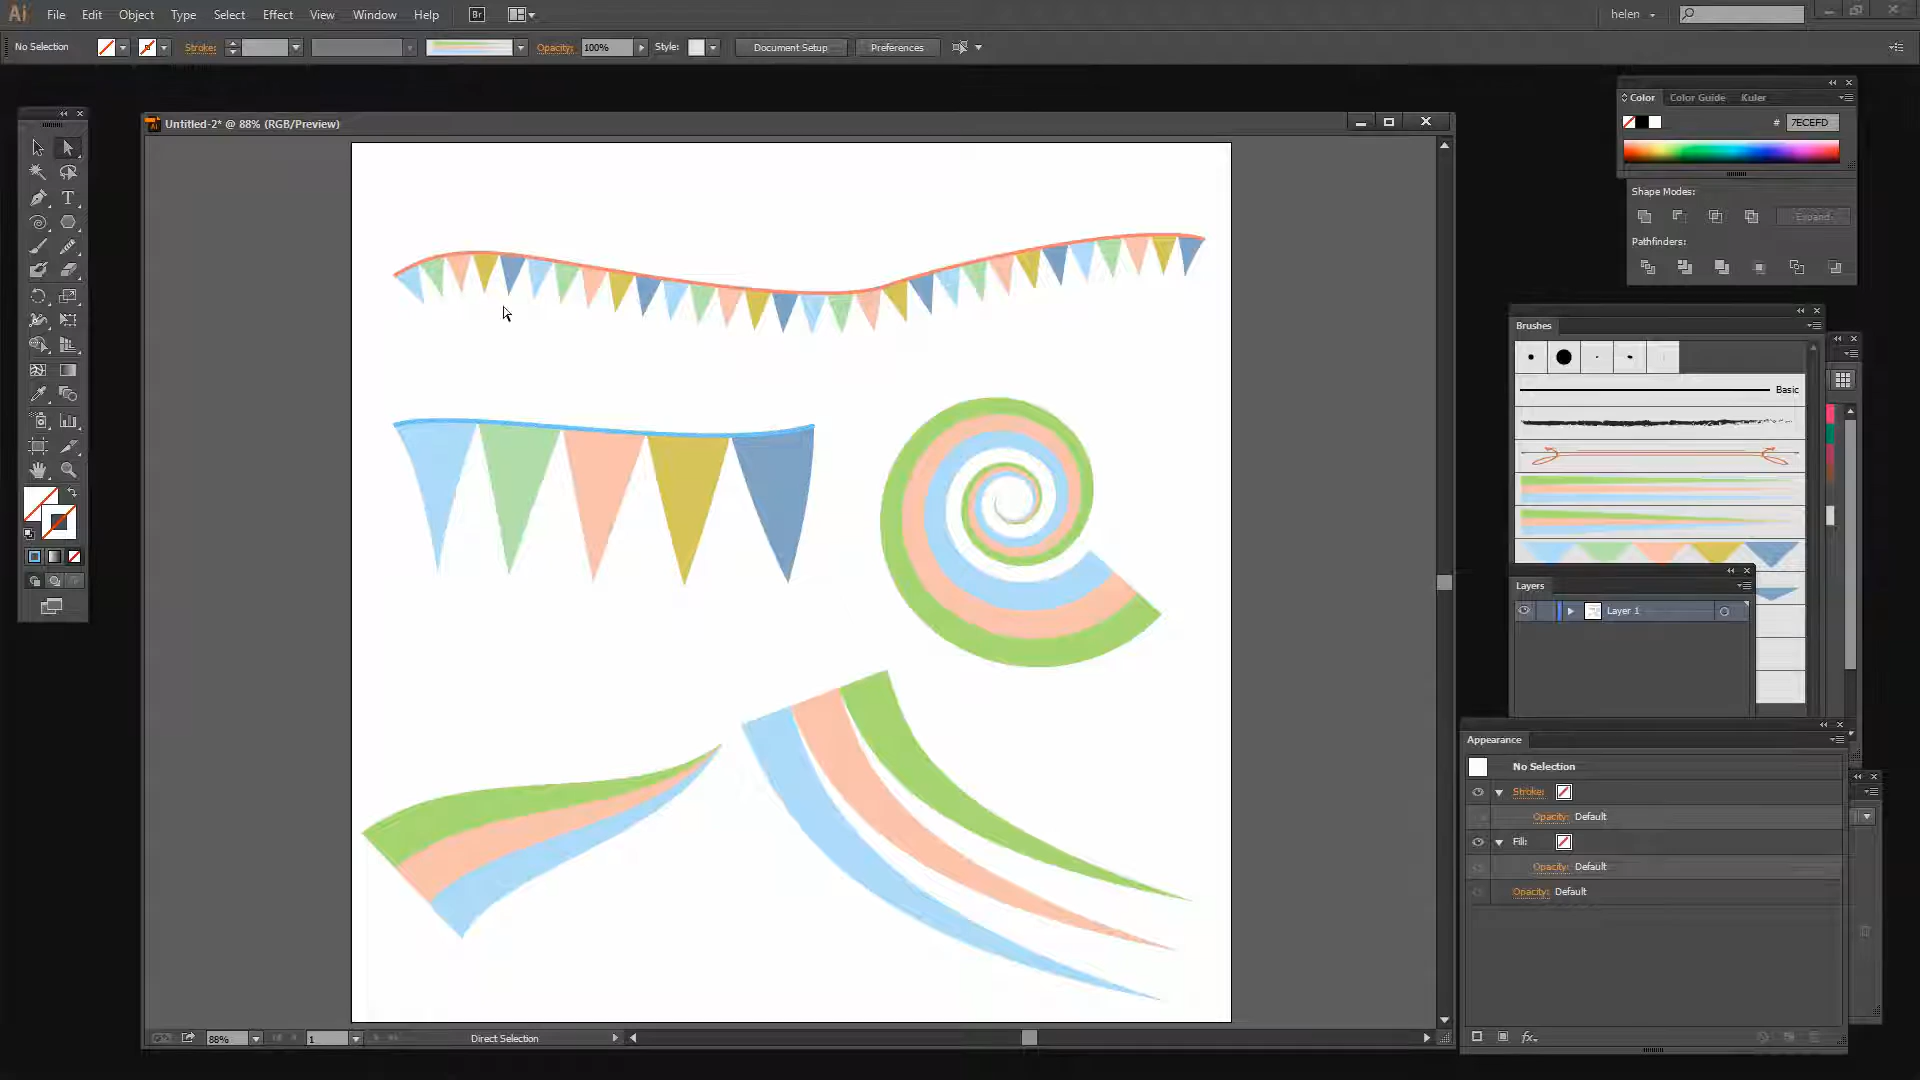 Ai File Edit Object Type Select Effect View Window Help Br helen
No Selection Stroke: Opacity: 100% Style: Document Setup Preferences
Color Color Guide Kuler
# 7ECEFD
Untitled-2* @ 88% (RGB/Preview)
Shape Modes:
Expand
Pathfinders:
Brushes
Basic
Layers
Layer 1
Appearance
No Selection
Stroke:
Opacity: Default
Fill:
Opacity: Default
Opacity: Default
fx
88% 1 Direct Selection